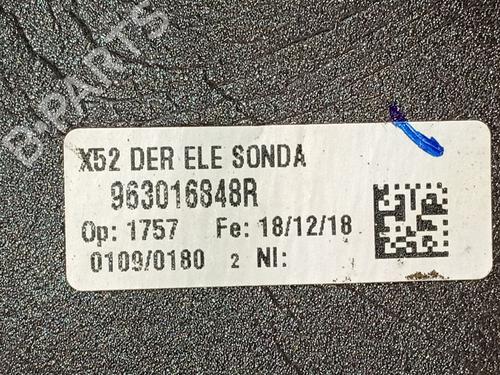 B-PARTS
X52 DER ELE SONDA
963016848R
Op: 1757 Fe: 18/12/18
0109/0180 2 NI: